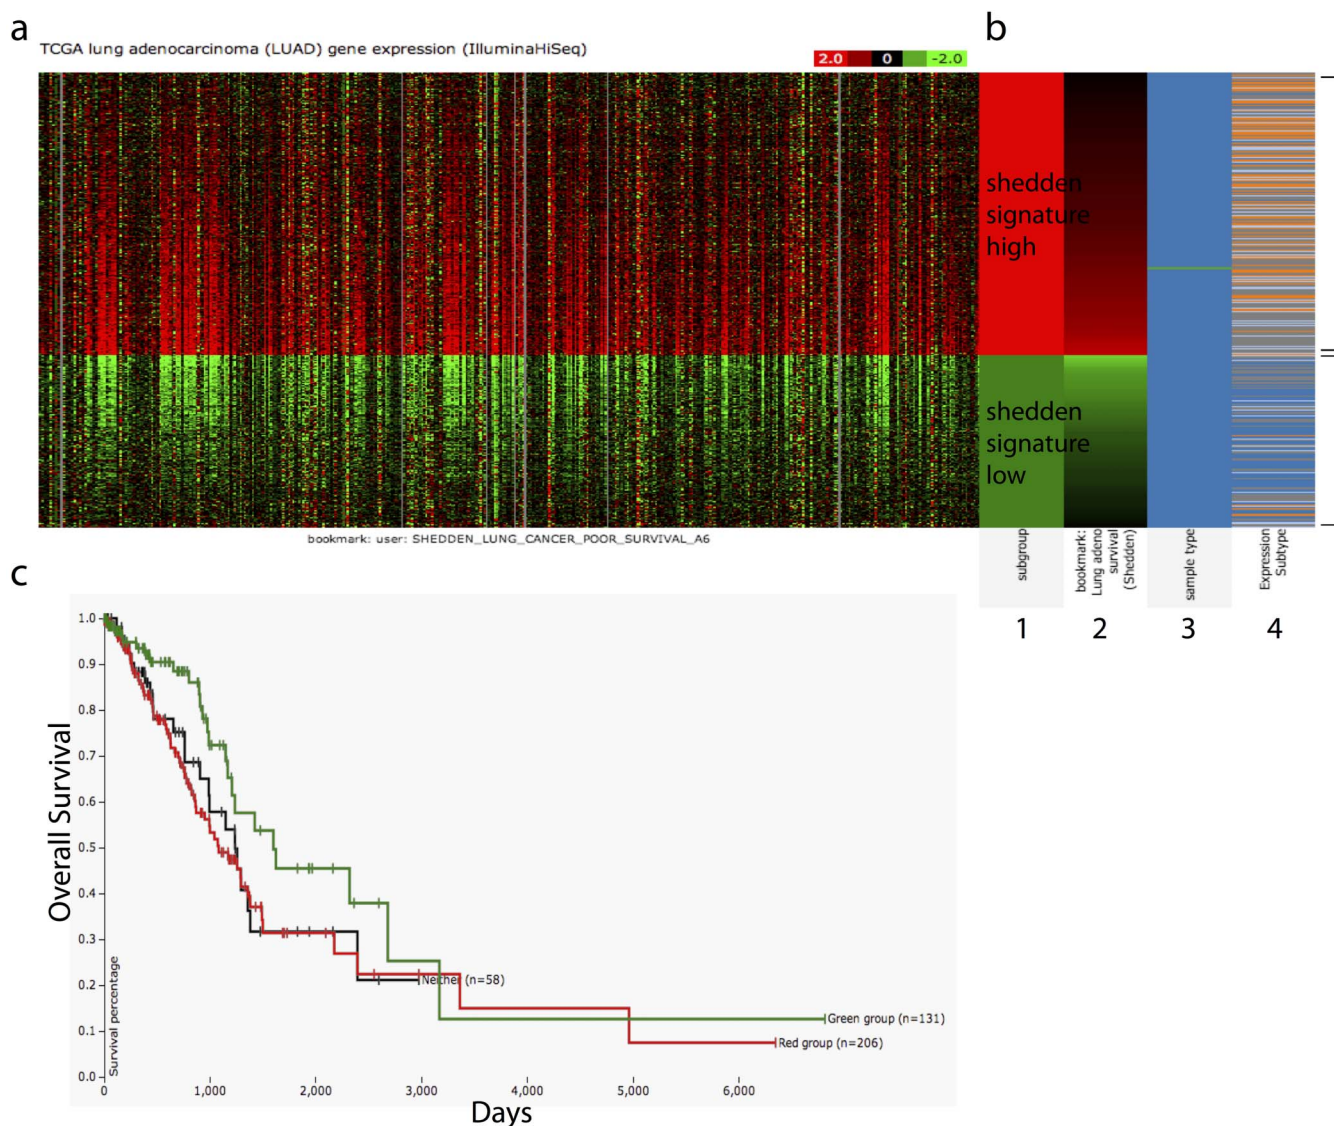 a
b
TCGA lung adenocarcinoma (LUAD) gene expression (IlluminaHiSeq)
2.0 0 -2.0
shedden
signature
high
shedden
signature
low
bookmark: user: SHEDDEN_LUNG_CANCER_POOR_SURVIVAL_A6
subgroup
bookmark:
Lung adeno
survival
(Shedden)
sample type
Expression
Subtype
1 2 3 4
c
1.0
0.9
0.8
0.7
0.6
0.5
0.4
0.3
0.2
0.1
0.0
Overall Survival
Survival percentage
Neither (n=58)
Green group (n=131)
Red group (n=206)
0 1,000 2,000 3,000 4,000 5,000 6,000
Days